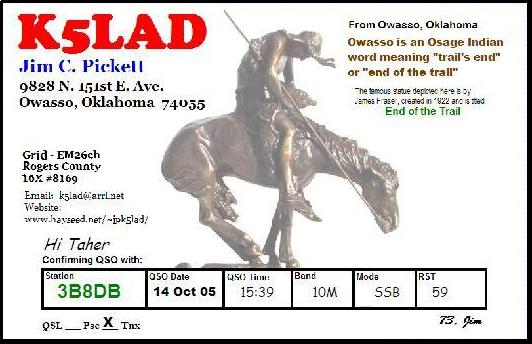 K5LAD
Jim C. Pickett
9828 N. 151st E. Ave.
Owasso, Oklahoma 74055
From Owasso, Oklahoma
Owasso is an Osage Indian
word meaning "trail's end"
or "end of the trail"
The famous statue depicted here is by
James Fraser, created in 1922 and is titled
End of the Trail
Grid - EM26ch
Rogers County
10X #8169
Email: k5lad@arrl.net
Website:
www.hayseed.net/~jpk5lad/
Hi Taher
Confirming QSO with:
Station QSO Date QSO Time Band Mode RST
3B8DB 14 Oct 05 15:39 10M SSB 59
QSL ___ Pse X Tnx
73, Jim